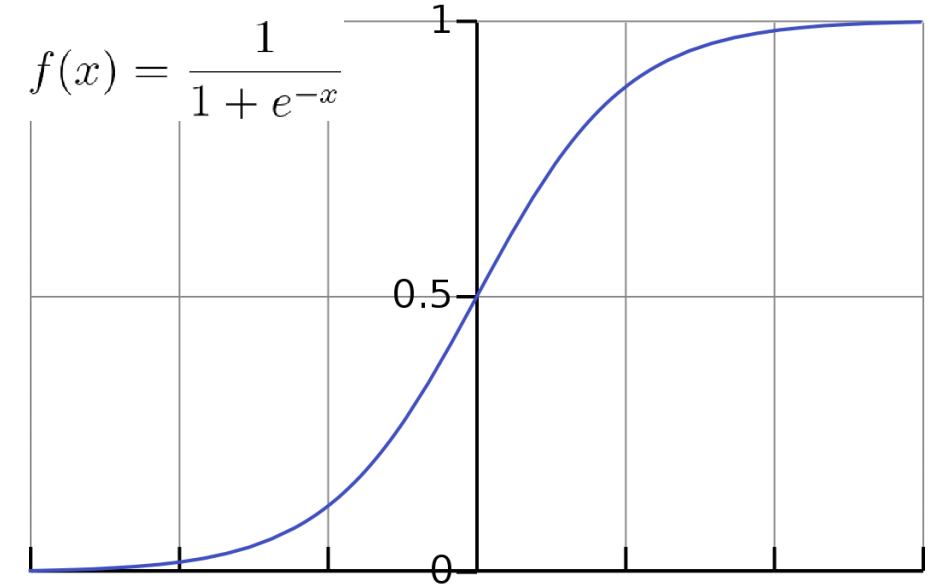 f(x) = 1 / (1 + e^{-x})
1
0.5
0